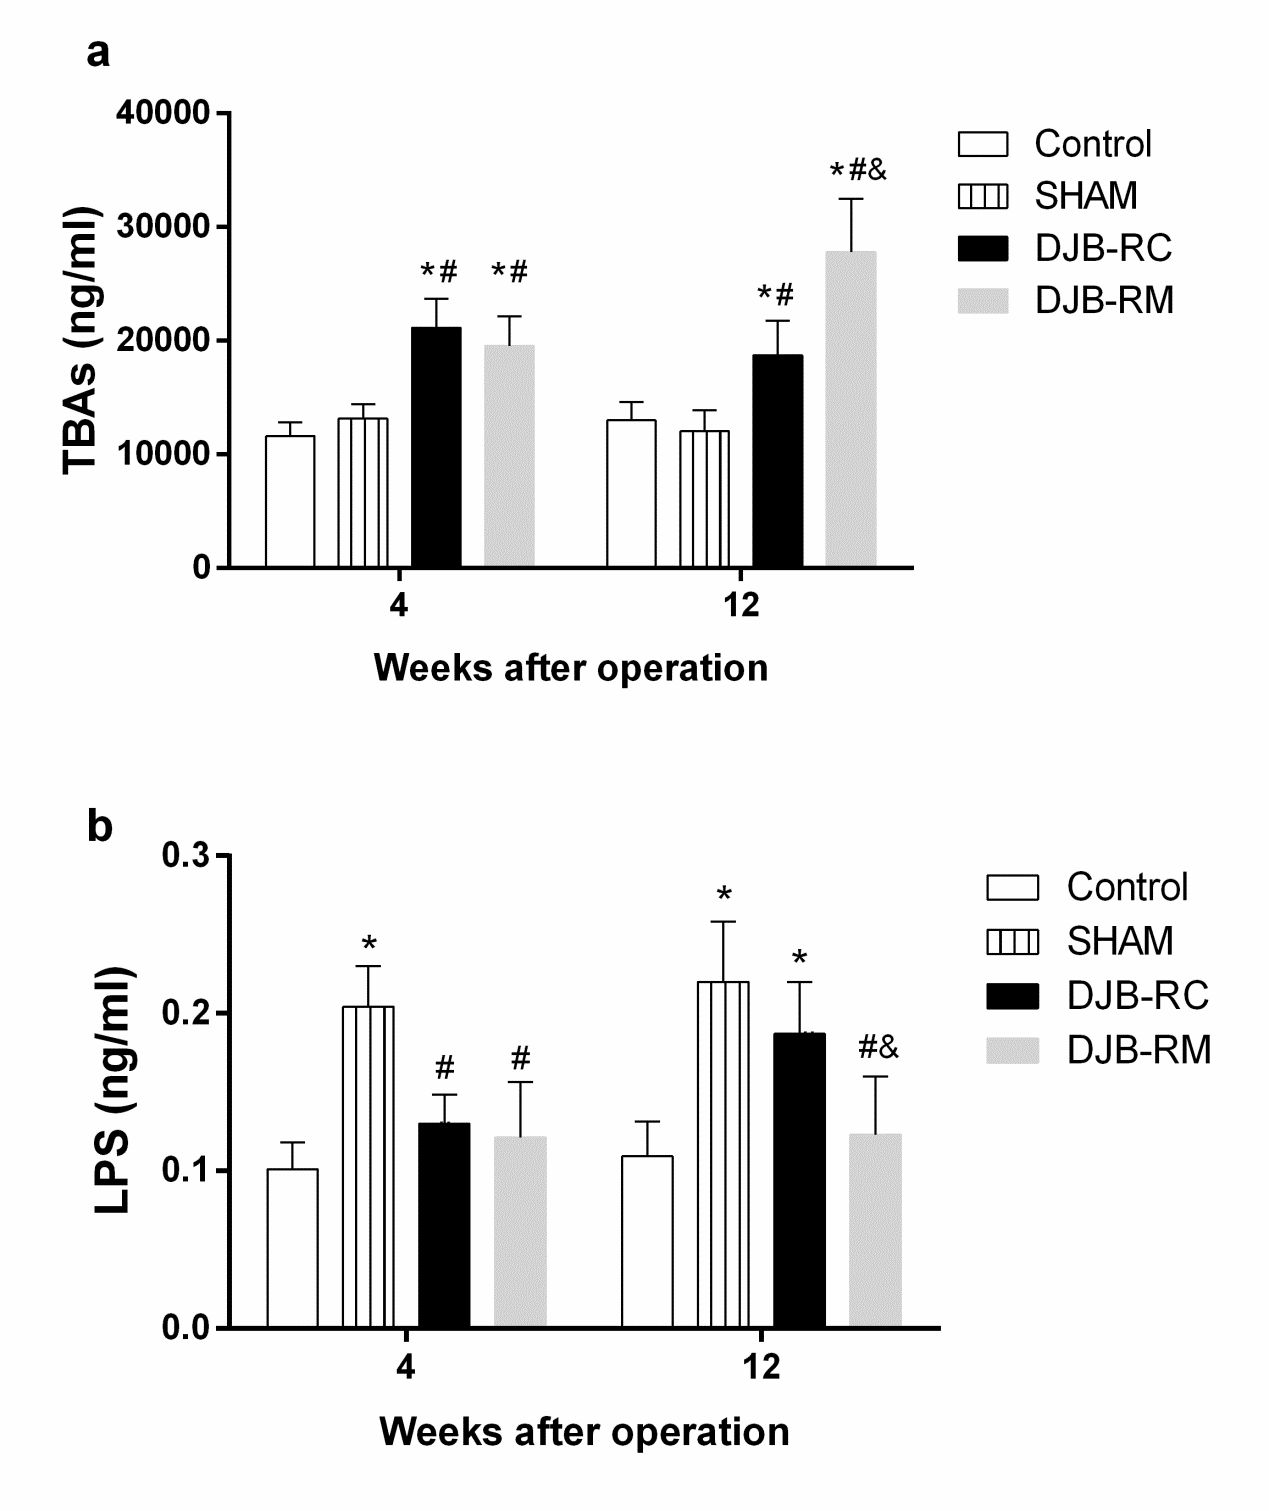 a
TBAs (ng/ml)
40000
30000
20000
10000
0
*# *# *# *#&
4 12
Weeks after operation
Control
SHAM
DJB-RC
DJB-RM
b
LPS (ng/ml)
0.3
0.2
0.1
0.0
* # # * * #&
4 12
Weeks after operation
Control
SHAM
DJB-RC
DJB-RM